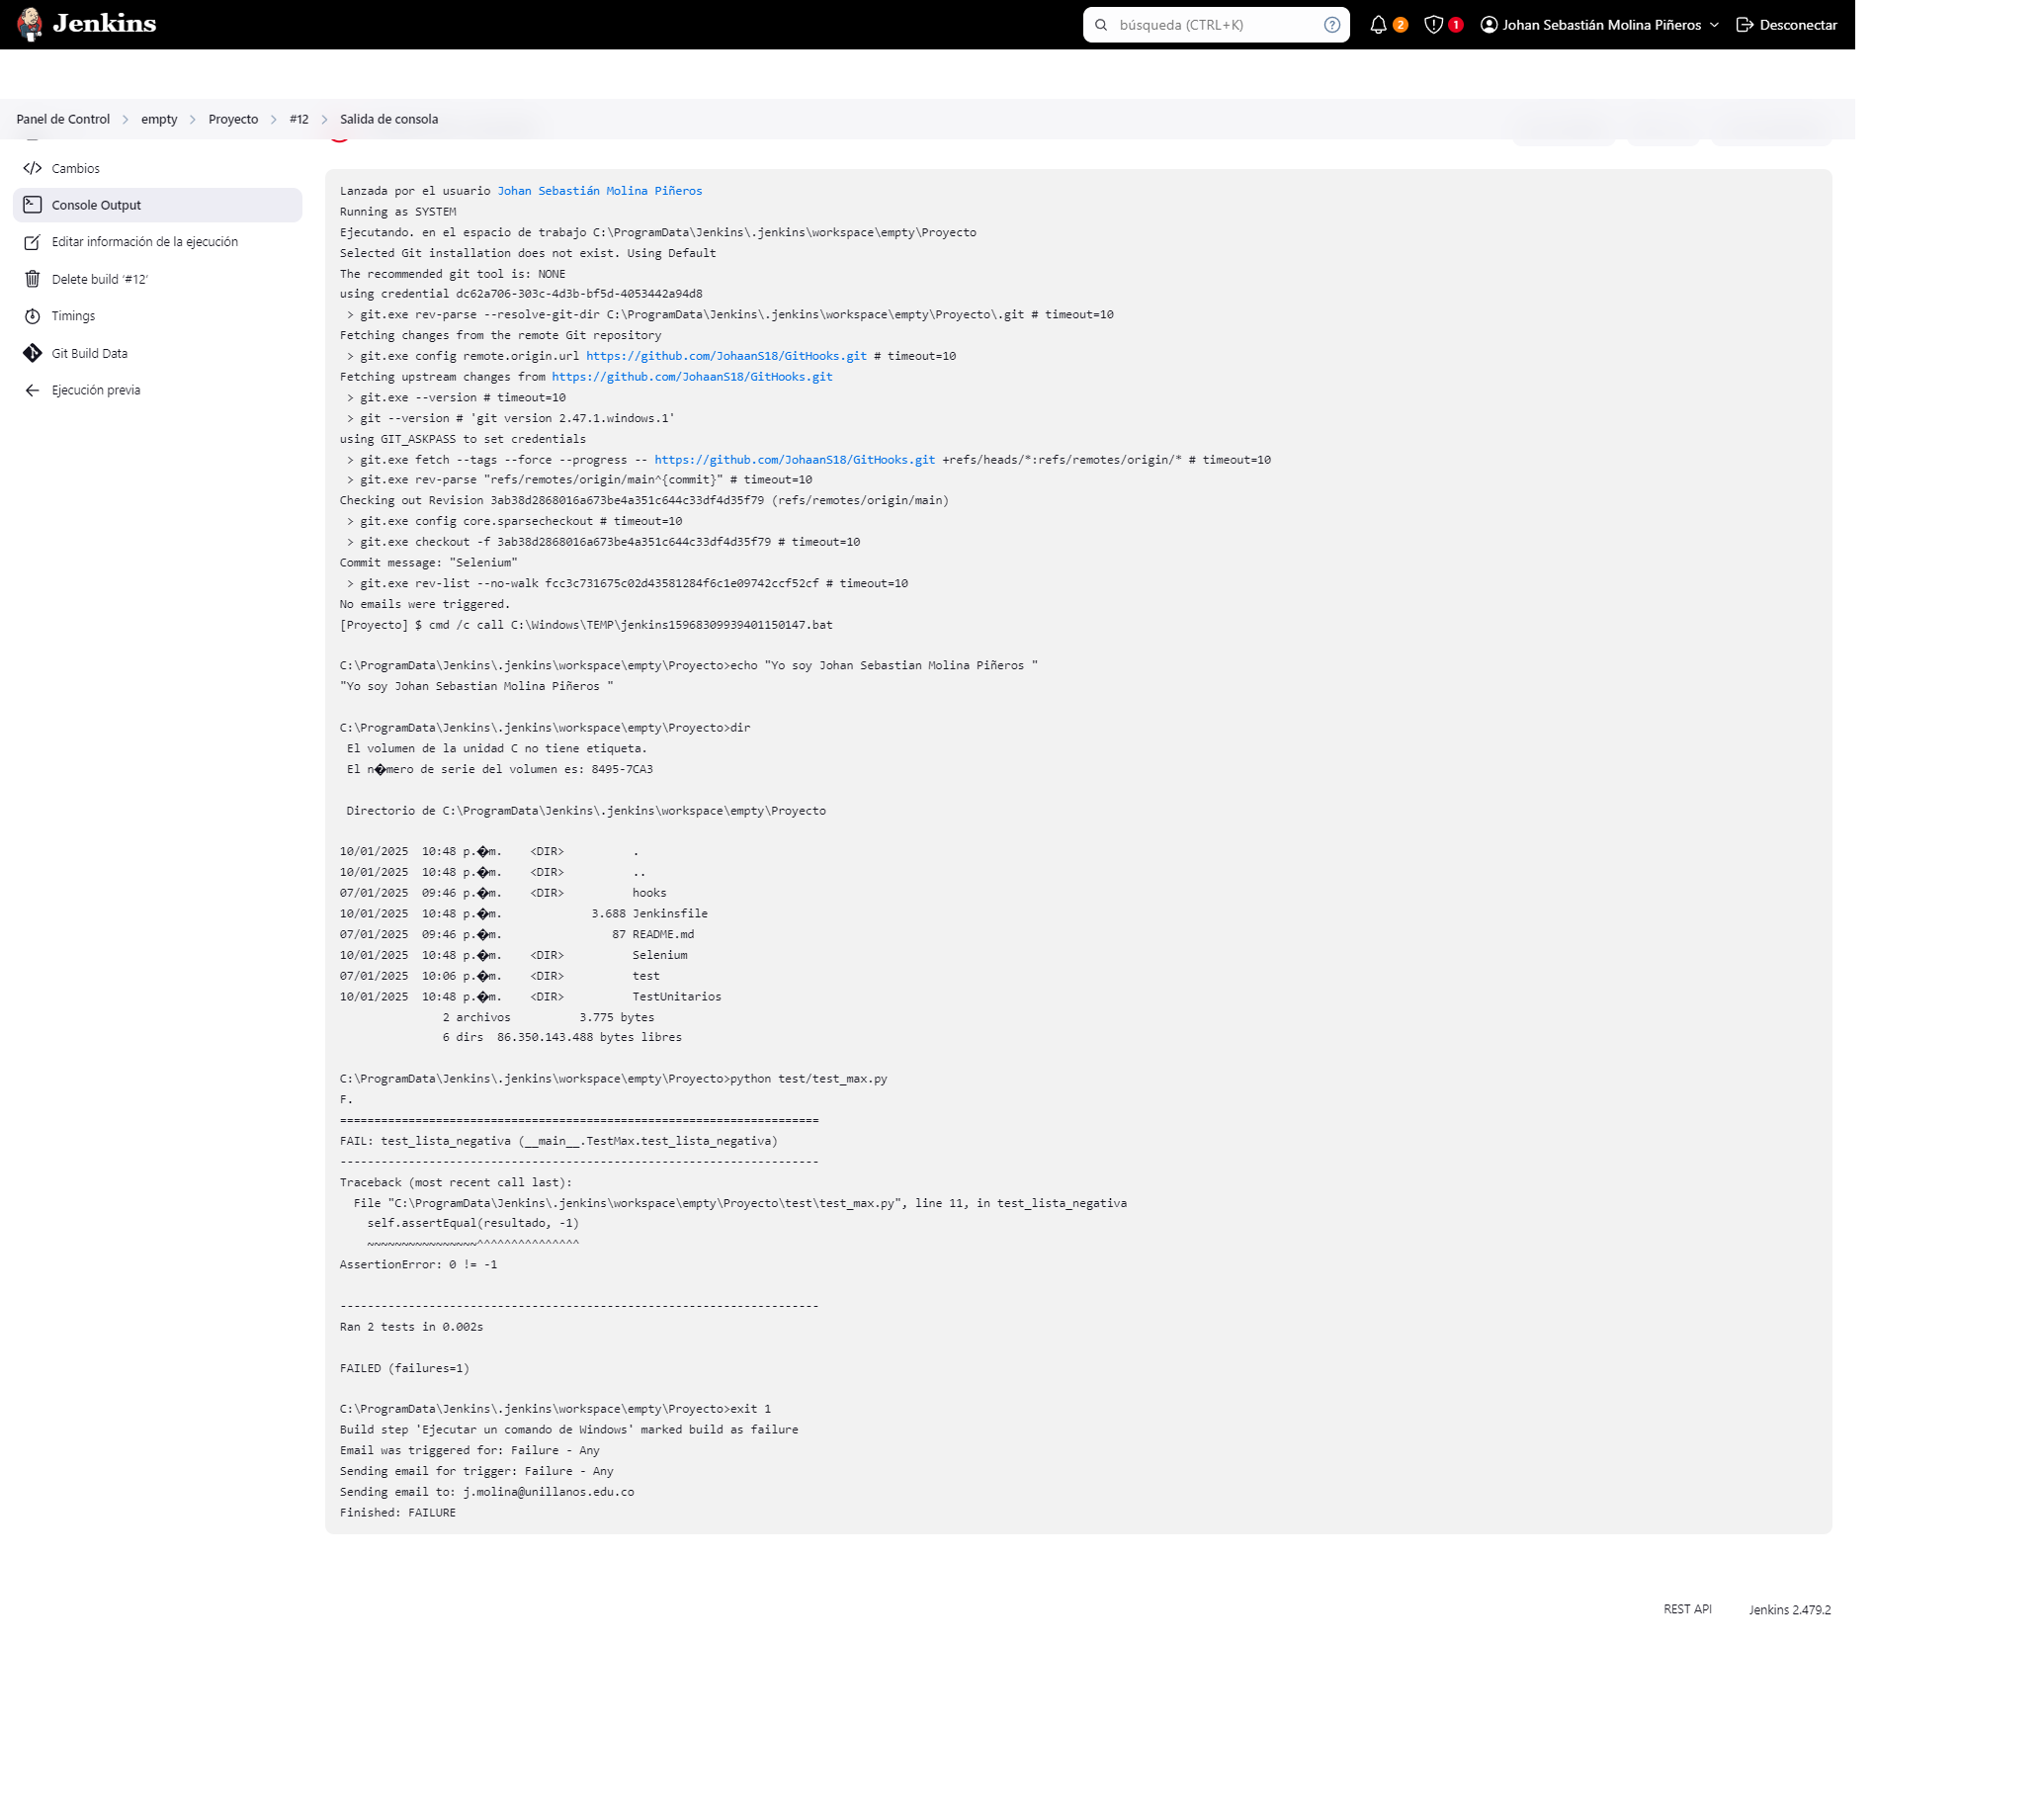 Jenkins
búsqueda (CTRL+K)
2
1
Johan Sebastián Molina Piñeros
Desconectar
Panel de Control > empty > Proyecto > #12 > Salida de consola
Cambios
Console Output
Editar información de la ejecución
Delete build ‘#12’
Timings
Git Build Data
Ejecución previa
Lanzada por el usuario Johan Sebastián Molina Piñeros
Running as SYSTEM
Ejecutando. en el espacio de trabajo C:\ProgramData\Jenkins\.jenkins\workspace\empty\Proyecto
Selected Git installation does not exist. Using Default
The recommended git tool is: NONE
using credential dc62a706-303c-4d3b-bf5d-4053442a94d8
 > git.exe rev-parse --resolve-git-dir C:\ProgramData\Jenkins\.jenkins\workspace\empty\Proyecto\.git # timeout=10
Fetching changes from the remote Git repository
 > git.exe config remote.origin.url https://github.com/JohaanS18/GitHooks.git # timeout=10
Fetching upstream changes from https://github.com/JohaanS18/GitHooks.git
 > git.exe --version # timeout=10
 > git --version # 'git version 2.47.1.windows.1'
using GIT_ASKPASS to set credentials
 > git.exe fetch --tags --force --progress -- https://github.com/JohaanS18/GitHooks.git +refs/heads/*:refs/remotes/origin/* # timeout=10
 > git.exe rev-parse "refs/remotes/origin/main^{commit}" # timeout=10
Checking out Revision 3ab38d2868016a673be4a351c644c33df4d35f79 (refs/remotes/origin/main)
 > git.exe config core.sparsecheckout # timeout=10
 > git.exe checkout -f 3ab38d2868016a673be4a351c644c33df4d35f79 # timeout=10
Commit message: "Selenium"
 > git.exe rev-list --no-walk fcc3c731675c02d43581284f6c1e09742ccf52cf # timeout=10
No emails were triggered.
[Proyecto] $ cmd /c call C:\Windows\TEMP\jenkins15968309939401150147.bat
C:\ProgramData\Jenkins\.jenkins\workspace\empty\Proyecto>echo "Yo soy Johan Sebastian Molina Piñeros "
"Yo soy Johan Sebastian Molina Piñeros "
C:\ProgramData\Jenkins\.jenkins\workspace\empty\Proyecto>dir
 El volumen de la unidad C no tiene etiqueta.
 El n�mero de serie del volumen es: 8495-7CA3
 Directorio de C:\ProgramData\Jenkins\.jenkins\workspace\empty\Proyecto
10/01/2025  10:48 p.�m.    <DIR>          .
10/01/2025  10:48 p.�m.    <DIR>          ..
07/01/2025  09:46 p.�m.    <DIR>          hooks
10/01/2025  10:48 p.�m.             3.688 Jenkinsfile
07/01/2025  09:46 p.�m.                87 README.md
10/01/2025  10:48 p.�m.    <DIR>          Selenium
07/01/2025  10:06 p.�m.    <DIR>          test
10/01/2025  10:48 p.�m.    <DIR>          TestUnitarios
               2 archivos          3.775 bytes
               6 dirs  86.350.143.488 bytes libres
C:\ProgramData\Jenkins\.jenkins\workspace\empty\Proyecto>python test/test_max.py
F.
======================================================================
FAIL: test_lista_negativa (__main__.TestMax.test_lista_negativa)
----------------------------------------------------------------------
Traceback (most recent call last):
  File "C:\ProgramData\Jenkins\.jenkins\workspace\empty\Proyecto\test\test_max.py", line 11, in test_lista_negativa
    self.assertEqual(resultado, -1)
    ~~~~~~~~~~~~~~~~^^^^^^^^^^^^^^^
AssertionError: 0 != -1
----------------------------------------------------------------------
Ran 2 tests in 0.002s
FAILED (failures=1)
C:\ProgramData\Jenkins\.jenkins\workspace\empty\Proyecto>exit 1
Build step 'Ejecutar un comando de Windows' marked build as failure
Email was triggered for: Failure - Any
Sending email for trigger: Failure - Any
Sending email to: j.molina@unillanos.edu.co
Finished: FAILURE
REST API
Jenkins 2.479.2